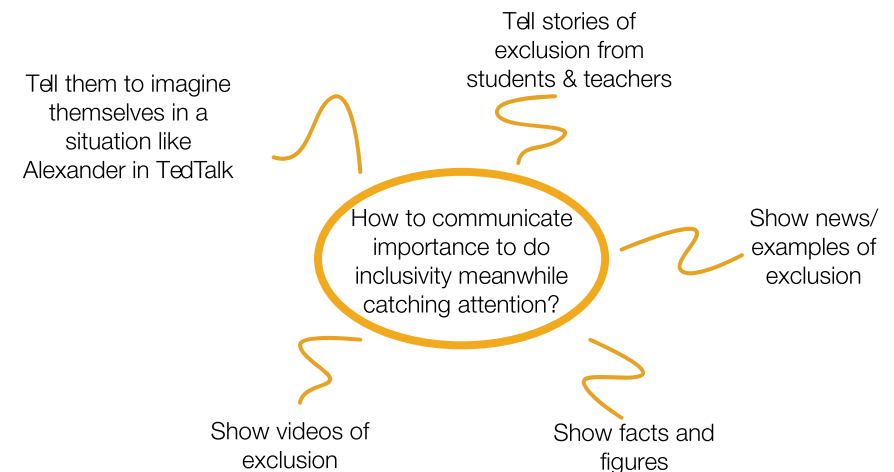 Tell stories of
exclusion from
students & teachers
Tell them to imagine
themselves in a
situation like
Alexander in TedTalk
How to communicate
importance to do
inclusivity meanwhile
catching attention?
Show news/
examples of
exclusion
Show videos of
exclusion
Show facts and
figures